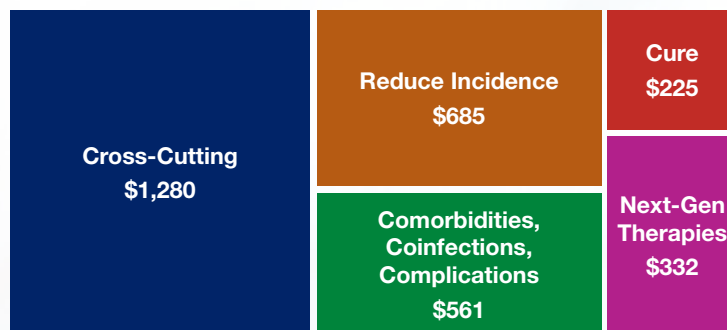 Cross-Cutting
$1,280
Reduce Incidence
$685
Comorbidities,
Coinfections,
Complications
$561
Cure
$225
Next-Gen
Therapies
$332